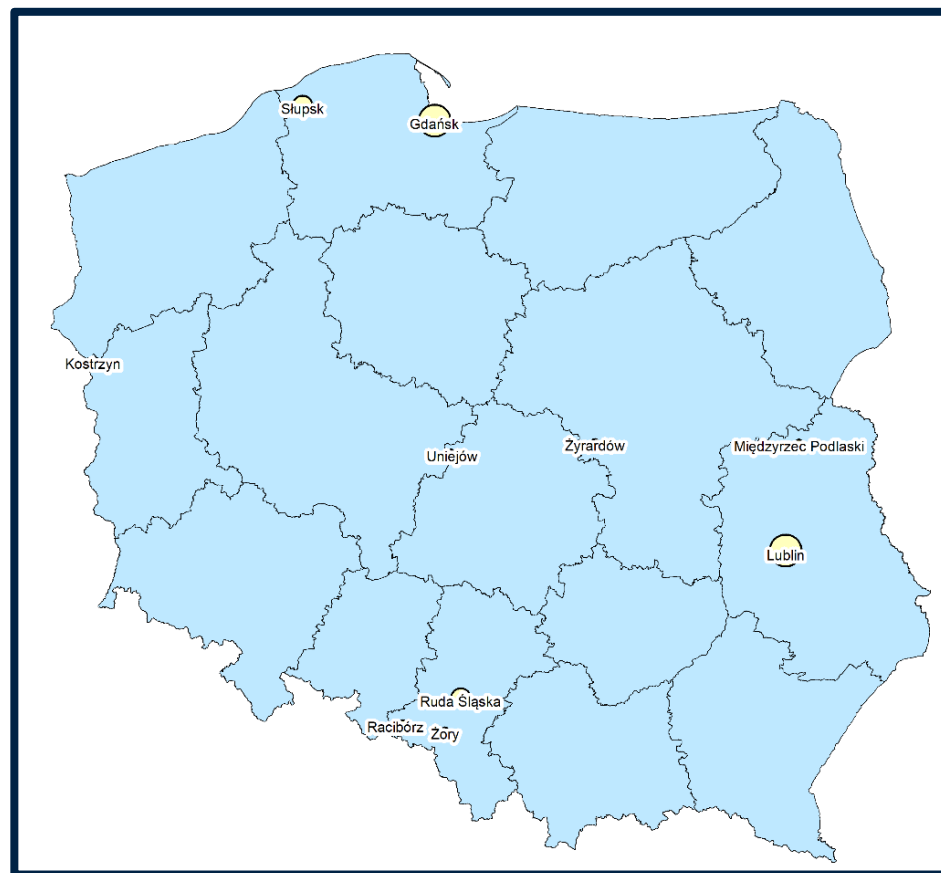 Słupsk
Gdańsk
Kostrzyn
Uniejów
Żyrardów
Międzyrzec Podlaski
Lublin
Ruda Śląska
Racibórz
Żory